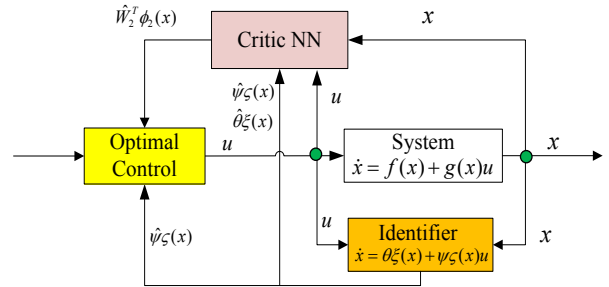 Ŵ₂ᵀϕ₂(x)
Critic NN
x
ψ̂ς(x)
θ̂ξ(x)
u
Optimal
Control
u
System
ẋ = f(x) + g(x)u
x
ψ̂ς(x)
u
Identifier
ẋ = θξ(x) + ψς(x)u
x